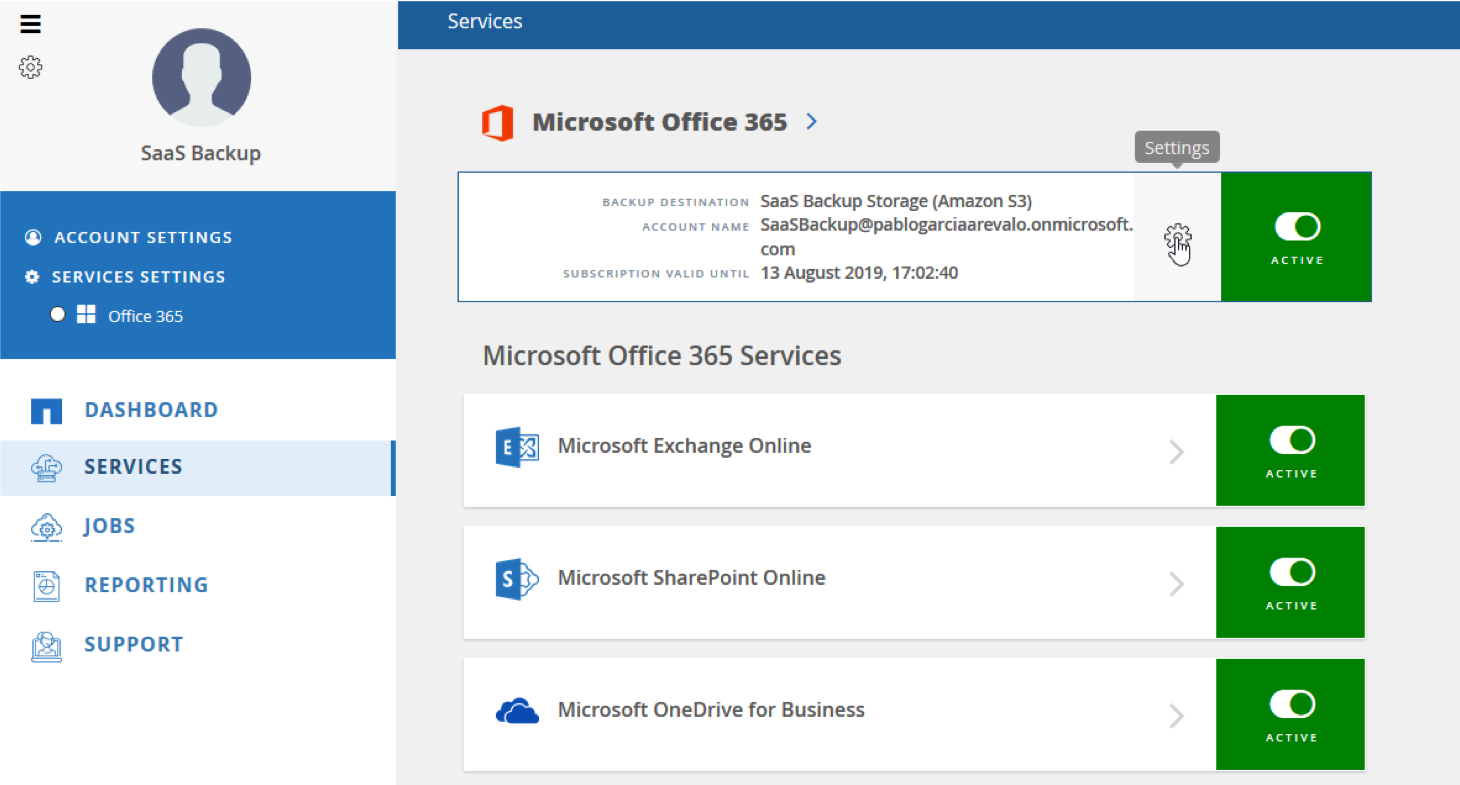 Services
SaaS Backup
ACCOUNT SETTINGS
SERVICES SETTINGS
Office 365
DASHBOARD
SERVICES
JOBS
REPORTING
SUPPORT
Microsoft Office 365
Settings
BACKUP DESTINATION SaaS Backup Storage (Amazon S3)
ACCOUNT NAME SaaSBackup@pablogarciaarevalo.onmicrosoft.
com
SUBSCRIPTION VALID UNTIL 13 August 2019, 17:02:40
ACTIVE
Microsoft Office 365 Services
E
Microsoft Exchange Online
ACTIVE
S
Microsoft SharePoint Online
ACTIVE
Microsoft OneDrive for Business
ACTIVE